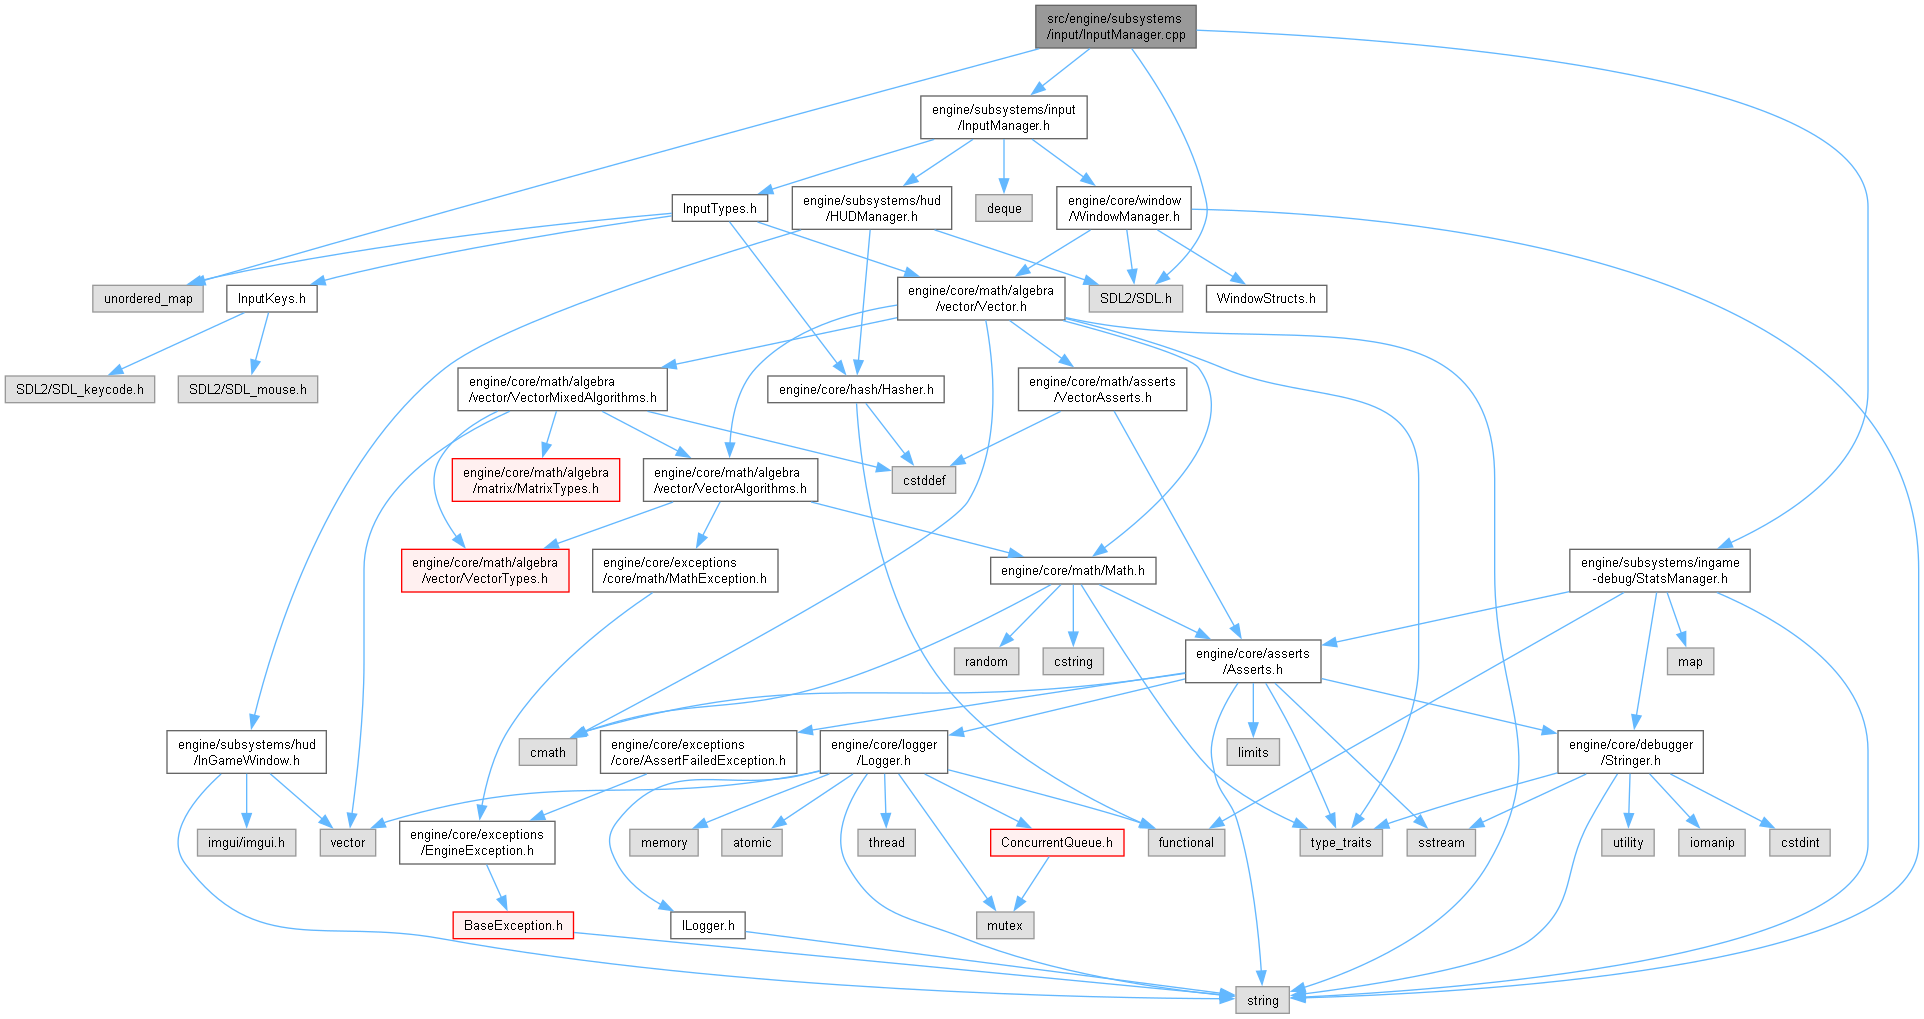 src/engine/subsystems
/input/InputManager.cpp
engine/subsystems/input
/InputManager.h
InputTypes.h
engine/subsystems/hud
/HUDManager.h
deque
engine/core/window
/WindowManager.h
unordered_map
InputKeys.h
engine/core/math/algebra
/vector/Vector.h
SDL2/SDL.h
WindowStructs.h
SDL2/SDL_keycode.h
SDL2/SDL_mouse.h
engine/core/math/algebra
/vector/VectorMixedAlgorithms.h
engine/core/hash/Hasher.h
engine/core/math/asserts
/VectorAsserts.h
engine/core/math/algebra
/matrix/MatrixTypes.h
engine/core/math/algebra
/vector/VectorAlgorithms.h
cstddef
engine/core/math/algebra
/vector/VectorTypes.h
engine/core/exceptions
/core/math/MathException.h
engine/core/math/Math.h
engine/subsystems/ingame
-debug/StatsManager.h
random
cstring
engine/core/asserts
/Asserts.h
map
engine/subsystems/hud
/InGameWindow.h
cmath
engine/core/exceptions
/core/AssertFailedException.h
engine/core/logger
/Logger.h
limits
engine/core/debugger
/Stringer.h
imgui/imgui.h
vector
engine/core/exceptions
/EngineException.h
memory
atomic
thread
ConcurrentQueue.h
functional
type_traits
sstream
utility
iomanip
cstdint
BaseException.h
ILogger.h
mutex
string